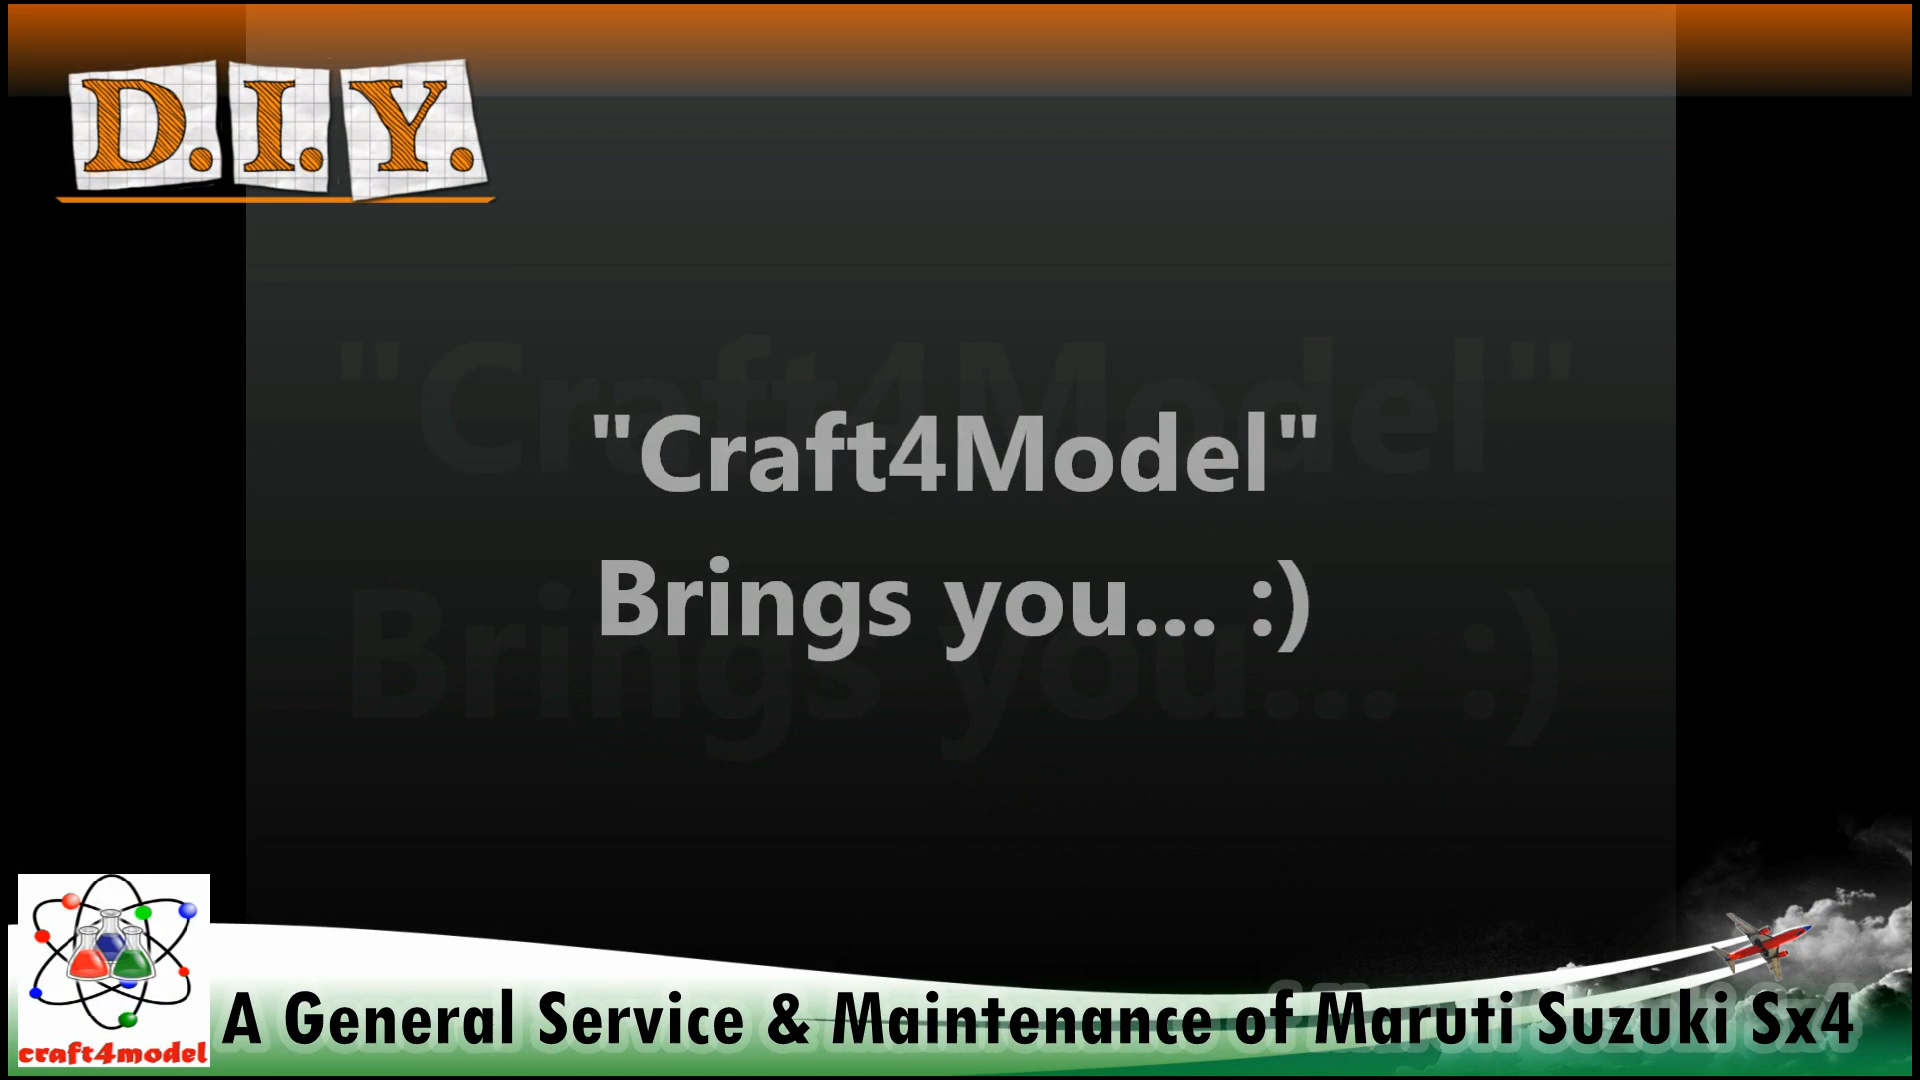 D.I.Y.
"Craft4Model"
Brings you... :)
craft4model
A General Service & Maintenance of Maruti Suzuki Sx4